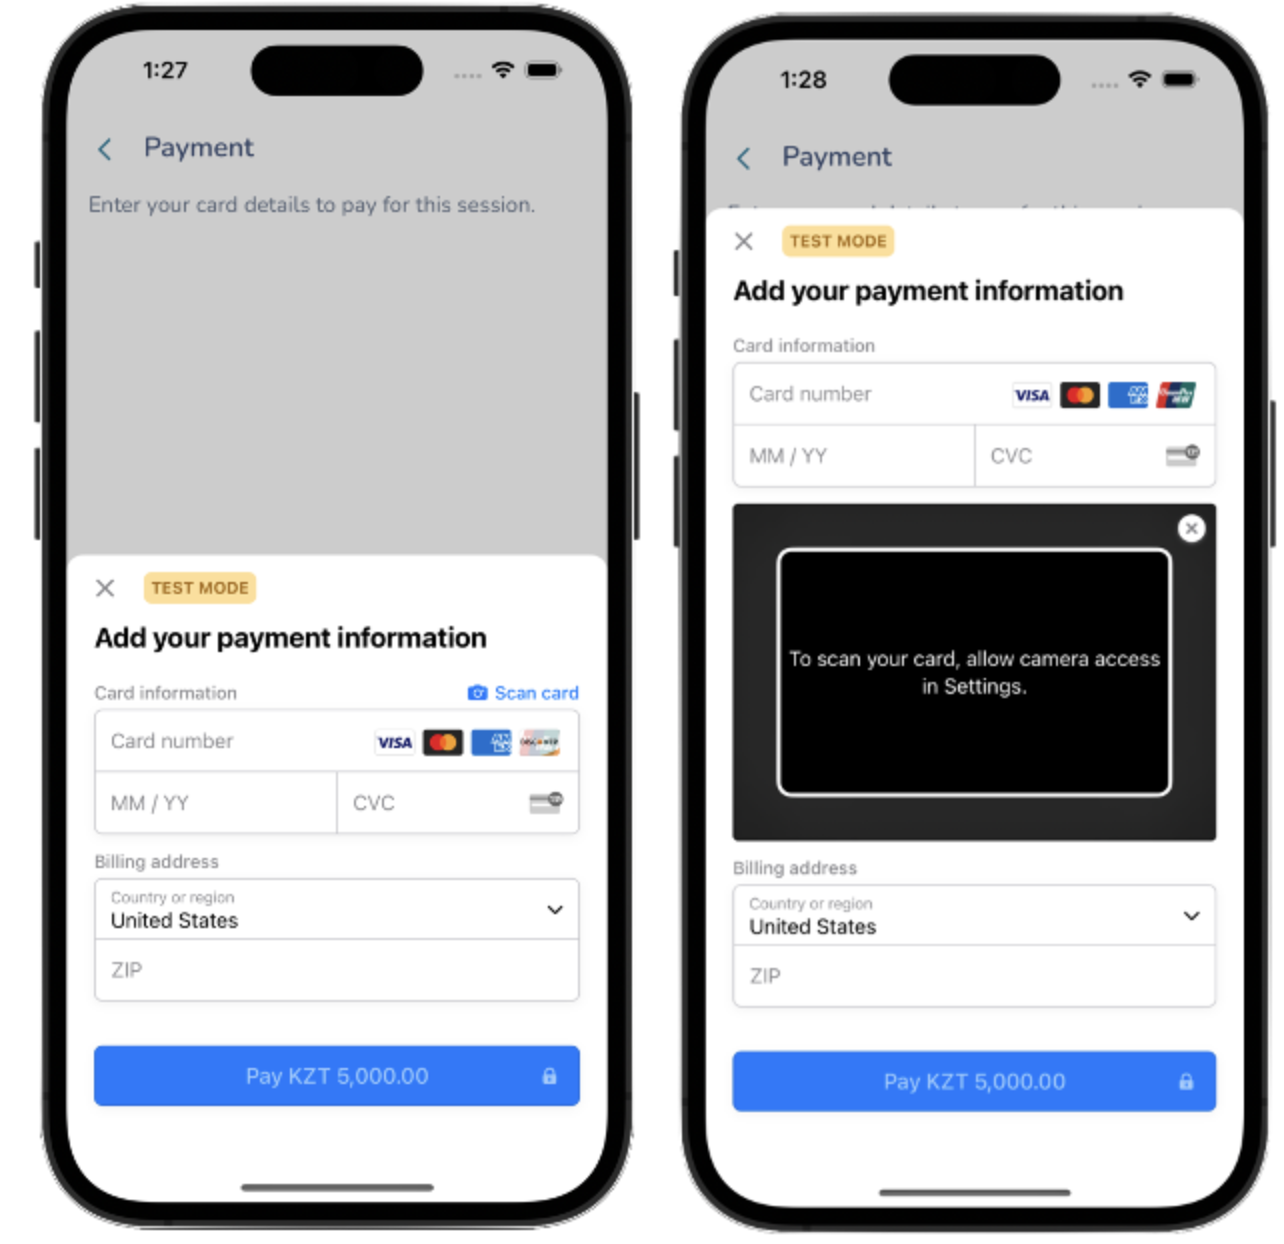 1:27
Payment
Enter your card details to pay for this session.
TEST MODE
Add your payment information
Card information
Scan card
Card number
VISA
MM / YY
CVC
Billing address
Country or region
United States
ZIP
Pay KZT 5,000.00
1:28
Payment
TEST MODE
Add your payment information
Card information
Card number
VISA
MM / YY
CVC
To scan your card, allow camera access
in Settings.
Billing address
Country or region
United States
ZIP
Pay KZT 5,000.00